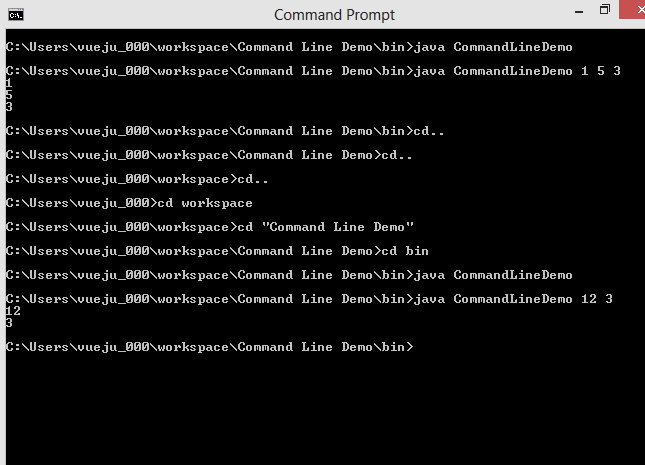 Command Prompt
C:\Users\vueju_000\workspace\Command Line Demo\bin>java CommandLineDemo
C:\Users\vueju_000\workspace\Command Line Demo\bin>java CommandLineDemo 1 5 3
1
5
3
C:\Users\vueju_000\workspace\Command Line Demo\bin>cd..
C:\Users\vueju_000\workspace\Command Line Demo>cd..
C:\Users\vueju_000\workspace>cd..
C:\Users\vueju_000>cd workspace
C:\Users\vueju_000\workspace>cd "Command Line Demo"
C:\Users\vueju_000\workspace\Command Line Demo>cd bin
C:\Users\vueju_000\workspace\Command Line Demo\bin>java CommandLineDemo
C:\Users\vueju_000\workspace\Command Line Demo\bin>java CommandLineDemo 12 3
12
3
C:\Users\vueju_000\workspace\Command Line Demo\bin>